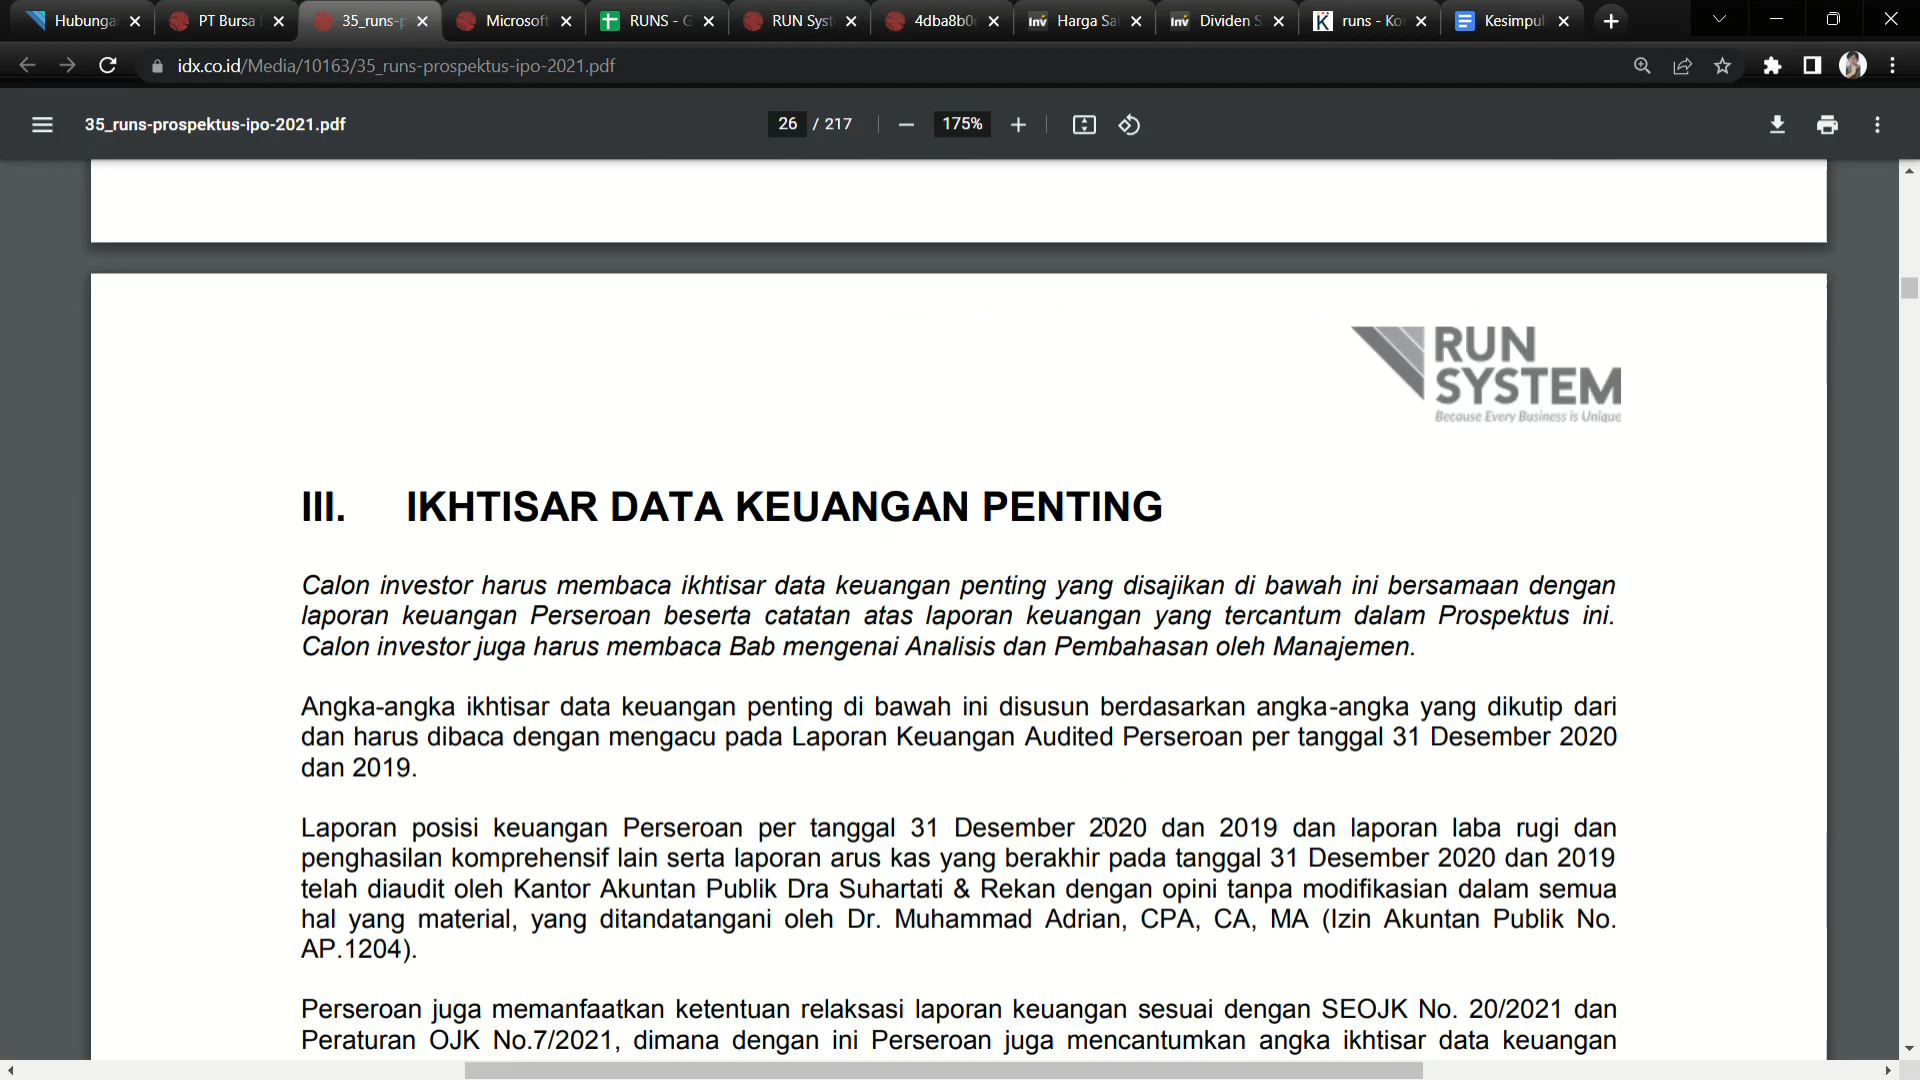 Hubunga
PT Bursa
35_runs-p
Microsoft
RUNS - G
RUN Syst
4dba8b0
Inv Harga Sa
Inv Dividen S
K runs - Ko
Kesimpul
idx.co.id/Media/10163/35_runs-prospektus-ipo-2021.pdf
35_runs-prospektus-ipo-2021.pdf
26 / 217
175%
RUN
SYSTEM
Because Every Business is Unique
III. IKHTISAR DATA KEUANGAN PENTING
Calon investor harus membaca ikhtisar data keuangan penting yang disajikan di bawah ini bersamaan dengan
laporan keuangan Perseroan beserta catatan atas laporan keuangan yang tercantum dalam Prospektus ini.
Calon investor juga harus membaca Bab mengenai Analisis dan Pembahasan oleh Manajemen.
Angka-angka ikhtisar data keuangan penting di bawah ini disusun berdasarkan angka-angka yang dikutip dari
dan harus dibaca dengan mengacu pada Laporan Keuangan Audited Perseroan per tanggal 31 Desember 2020
dan 2019.
Laporan posisi keuangan Perseroan per tanggal 31 Desember 2020 dan 2019 dan laporan laba rugi dan
penghasilan komprehensif lain serta laporan arus kas yang berakhir pada tanggal 31 Desember 2020 dan 2019
telah diaudit oleh Kantor Akuntan Publik Dra Suhartati & Rekan dengan opini tanpa modifikasian dalam semua
hal yang material, yang ditandatangani oleh Dr. Muhammad Adrian, CPA, CA, MA (Izin Akuntan Publik No.
AP.1204).
Perseroan juga memanfaatkan ketentuan relaksasi laporan keuangan sesuai dengan SEOJK No. 20/2021 dan
Peraturan OJK No.7/2021, dimana dengan ini Perseroan juga mencantumkan angka ikhtisar data keuangan